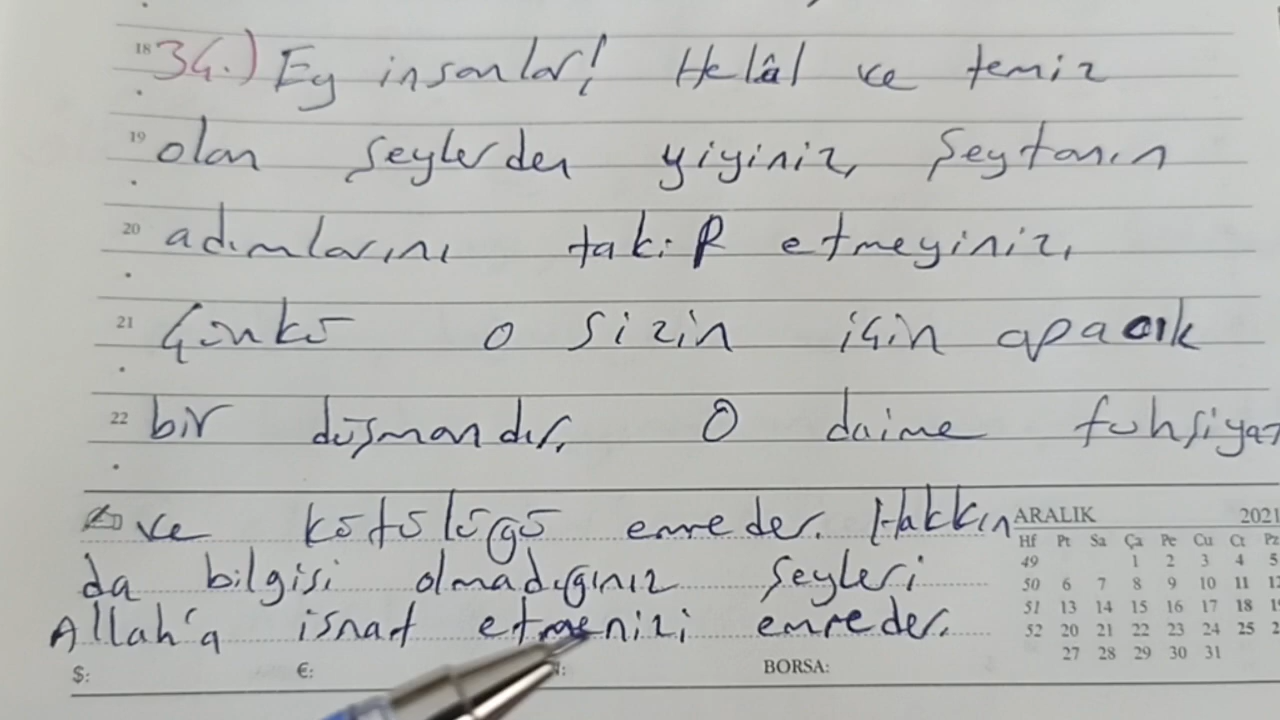 18 34.) Ey insanlar! Helâl ve temiz
19 olan şeylerden yiyiniz, şeytanın
20 adımlarını takip etmeyiniz,
21 Çünkü o sizin için apaçık
22 bir düşmandır. O daima fuhşiyat
ve kötülüğü emreder. Hakkın
da bilgisi olmadığınız şeyleri
Allah'a isnat etmenizi emreder.
ARALIK 2021
Hf Pt Sa Ça Pe Cu Ct Pz
49 1 2 3 4 5
50 6 7 8 9 10 11 12
51 13 14 15 16 17 18 19
52 20 21 22 23 24 25 2
27 28 29 30 31
$: €: BORSA: